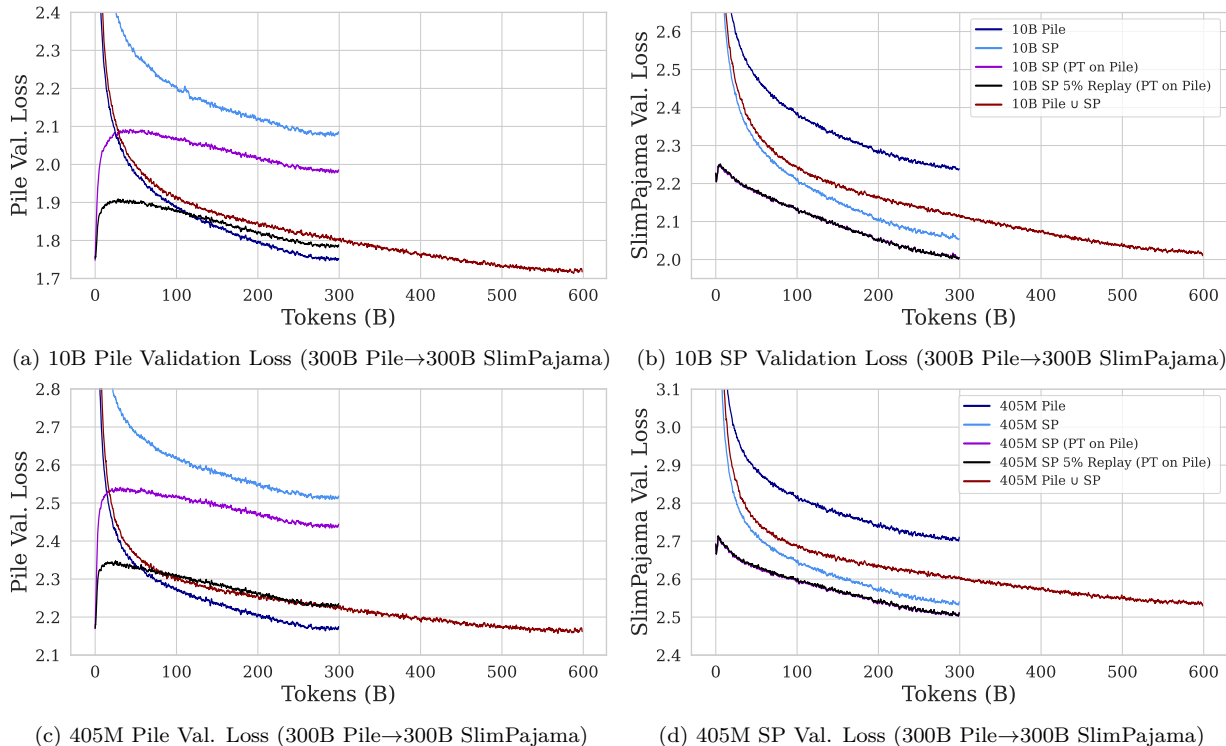 2.4
2.3
2.2
2.1
2.0
1.9
1.8
1.7
Pile Val. Loss
0 100 200 300 400 500 600
Tokens (B)
(a) 10B Pile Validation Loss (300B Pile→300B SlimPajama)
2.6
2.5
2.4
2.3
2.2
2.1
2.0
SlimPajama Val. Loss
10B Pile
10B SP
10B SP (PT on Pile)
10B SP 5% Replay (PT on Pile)
10B Pile ∪ SP
0 100 200 300 400 500 600
Tokens (B)
(b) 10B SP Validation Loss (300B Pile→300B SlimPajama)
2.8
2.7
2.6
2.5
2.4
2.3
2.2
2.1
Pile Val. Loss
0 100 200 300 400 500 600
Tokens (B)
(c) 405M Pile Val. Loss (300B Pile→300B SlimPajama)
3.1
3.0
2.9
2.8
2.7
2.6
2.5
2.4
SlimPajama Val. Loss
405M Pile
405M SP
405M SP (PT on Pile)
405M SP 5% Replay (PT on Pile)
405M Pile ∪ SP
0 100 200 300 400 500 600
Tokens (B)
(d) 405M SP Val. Loss (300B Pile→300B SlimPajama)